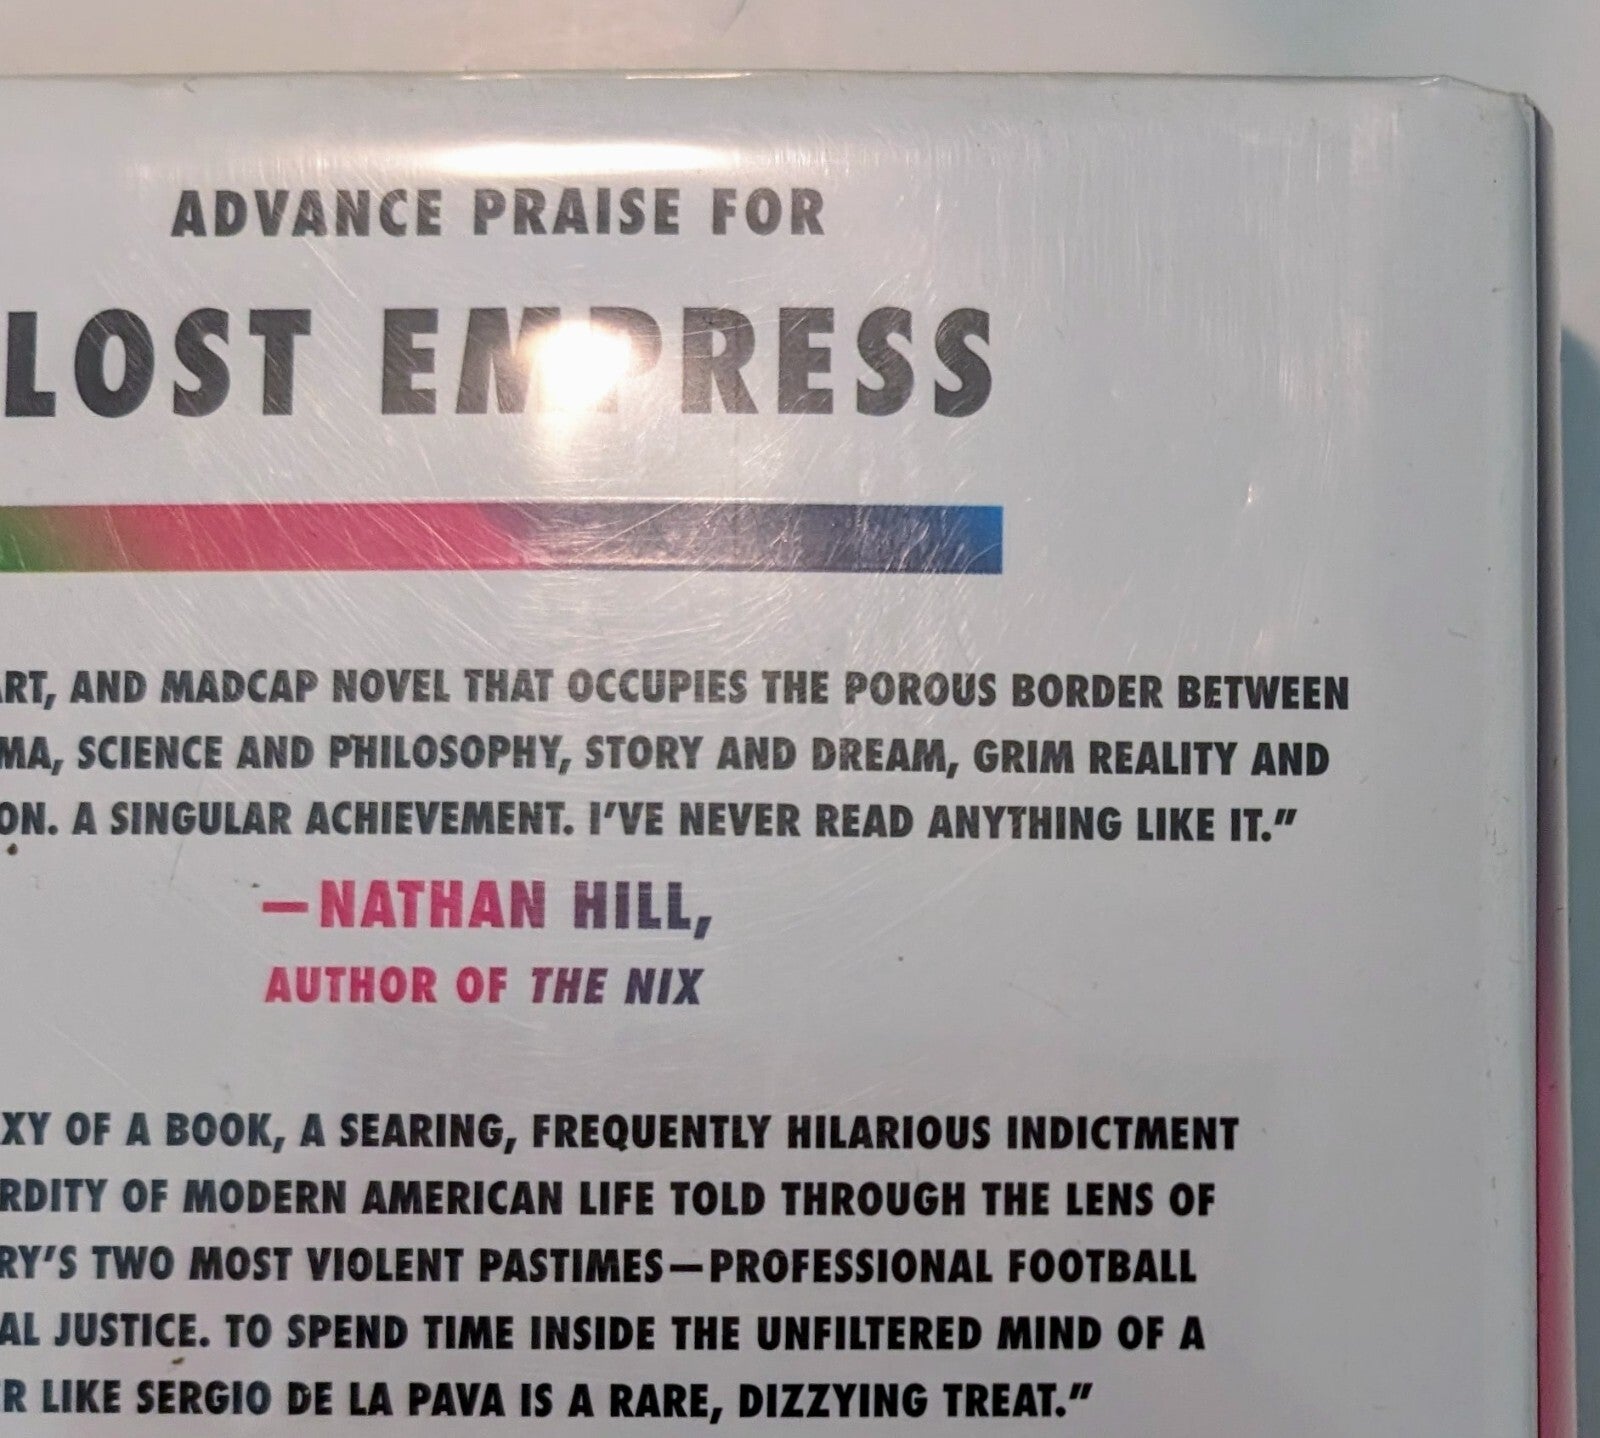 ADVANCE PRAISE FOR
LOST EMPRESS
ART, AND MADCAP NOVEL THAT OCCUPIES THE POROUS BORDER BETWEEN
MA, SCIENCE AND PHILOSOPHY, STORY AND DREAM, GRIM REALITY AND
ON. A SINGULAR ACHIEVEMENT. I'VE NEVER READ ANYTHING LIKE IT."
—NATHAN HILL,
AUTHOR OF THE NIX
XY OF A BOOK, A SEARING, FREQUENTLY HILARIOUS INDICTMENT
RDITY OF MODERN AMERICAN LIFE TOLD THROUGH THE LENS OF
RY'S TWO MOST VIOLENT PASTIMES—PROFESSIONAL FOOTBALL
AL JUSTICE. TO SPEND TIME INSIDE THE UNFILTERED MIND OF A
R LIKE SERGIO DE LA PAVA IS A RARE, DIZZYING TREAT."